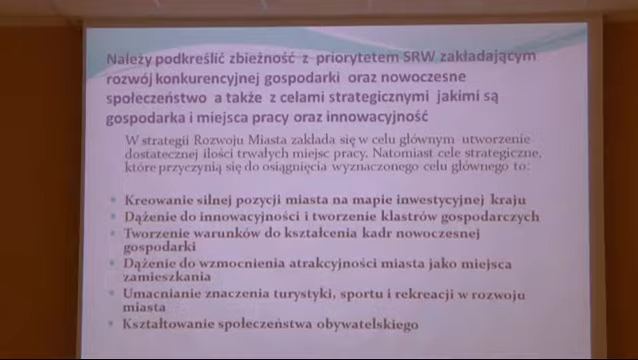 Należy podkreślić zbieżność z priorytetem SRW zakładającym
rozwój konkurencyjnej gospodarki oraz nowoczesne
społeczeństwo a także z celami strategicznymi jakimi są
gospodarka i miejsca pracy oraz innowacyjność
W strategii Rozwoju Miasta zakłada się w celu głównym utworzenie
dostatecznej ilości trwałych miejsc pracy. Natomiast cele strategiczne,
które przyczynią się do osiągnięcia wyznaczonego celu głównego to:
• Kreowanie silnej pozycji miasta na mapie inwestycyjnej kraju
• Dążenie do innowacyjności i tworzenie klastrów gospodarczych
• Tworzenie warunków do kształcenia kadr nowoczesnej
gospodarki
• Dążenie do wzmocnienia atrakcyjności miasta jako miejsca
zamieszkania
• Umacnianie znaczenia turystyki, sportu i rekreacji w rozwoju
miasta
• Kształtowanie społeczeństwa obywatelskiego